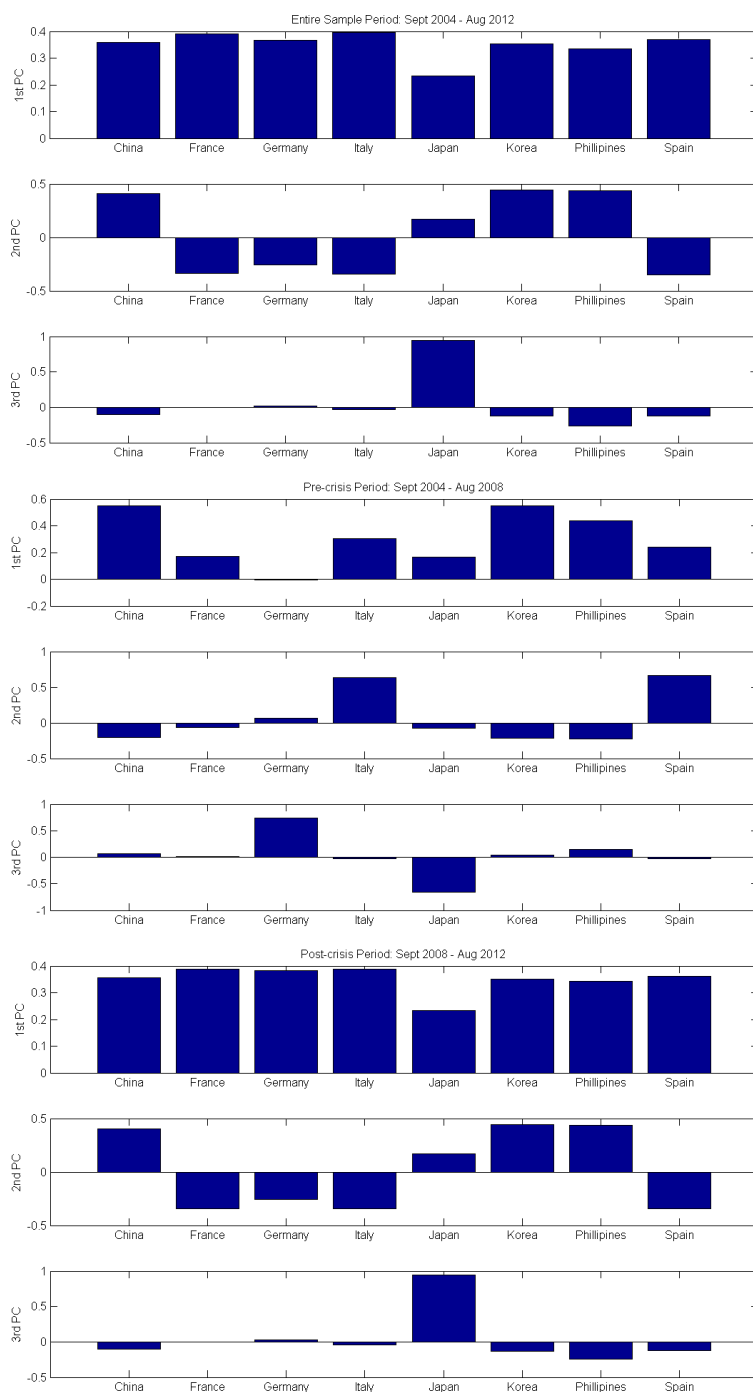 Entire Sample Period: Sept 2004 - Aug 2012
1st PC
0.4
0.3
0.2
0.1
0
China France Germany Italy Japan Korea Phillipines Spain
2nd PC
0.5
0
-0.5
China France Germany Italy Japan Korea Phillipines Spain
3rd PC
1
0.5
0
-0.5
China France Germany Italy Japan Korea Phillipines Spain
Pre-crisis Period: Sept 2004 - Aug 2008
1st PC
0.6
0.4
0.2
0
-0.2
China France Germany Italy Japan Korea Phillipines Spain
2nd PC
1
0.5
0
-0.5
China France Germany Italy Japan Korea Phillipines Spain
3rd PC
1
0.5
0
-0.5
-1
China France Germany Italy Japan Korea Phillipines Spain
Post-crisis Period: Sept 2008 - Aug 2012
1st PC
0.4
0.3
0.2
0.1
0
China France Germany Italy Japan Korea Phillipines Spain
2nd PC
0.5
0
-0.5
China France Germany Italy Japan Korea Phillipines Spain
3rd PC
1
0.5
0
-0.5
China France Germany Italy Japan Korea Phillipines Spain